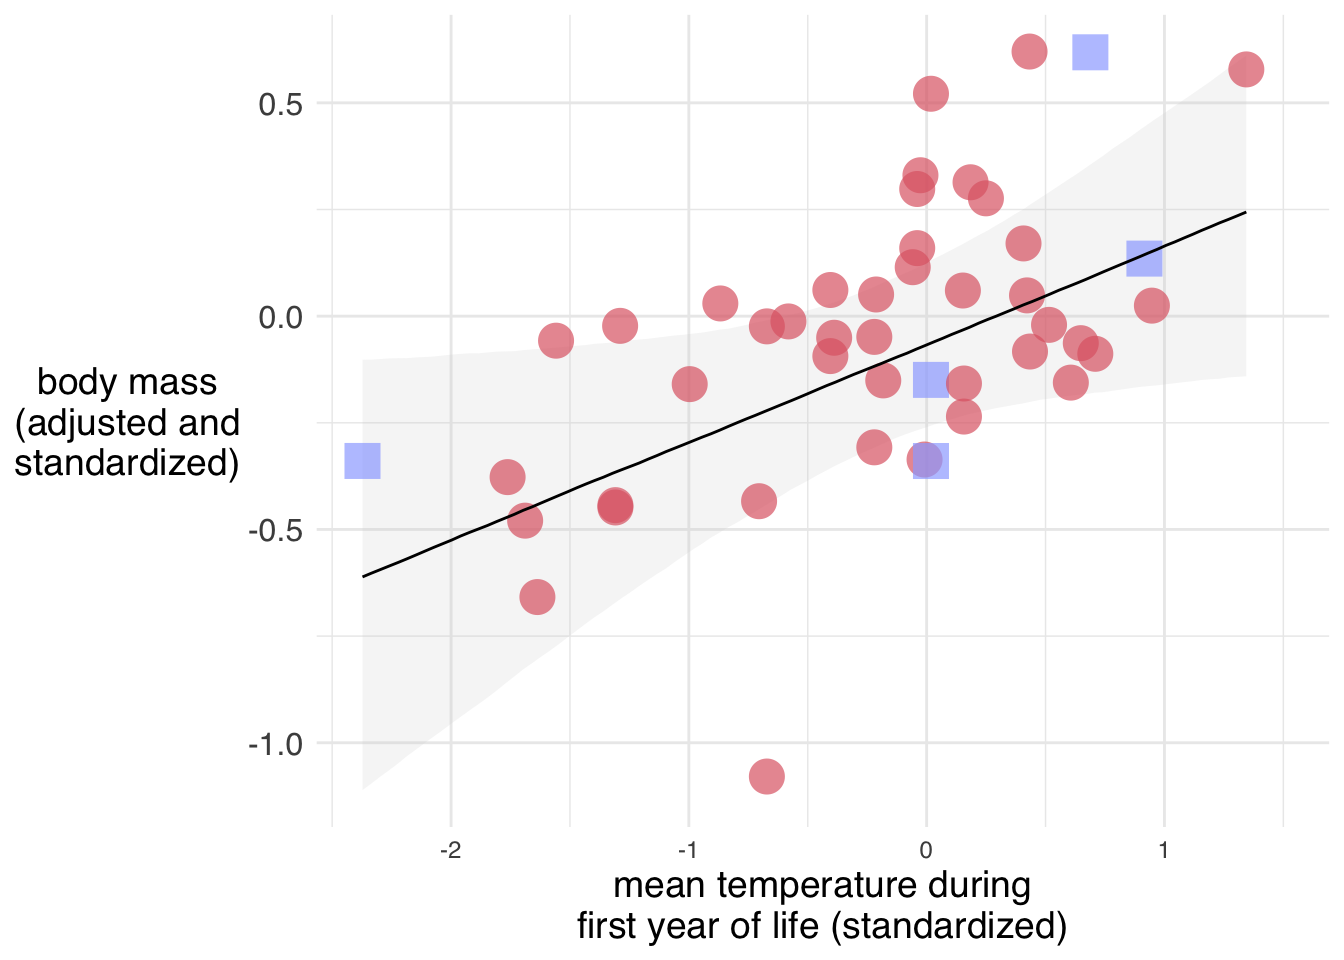 0.5
0.0
-0.5
-1.0
body mass
(adjusted and
standardized)
-2
-1
0
1
mean temperature during
first year of life (standardized)